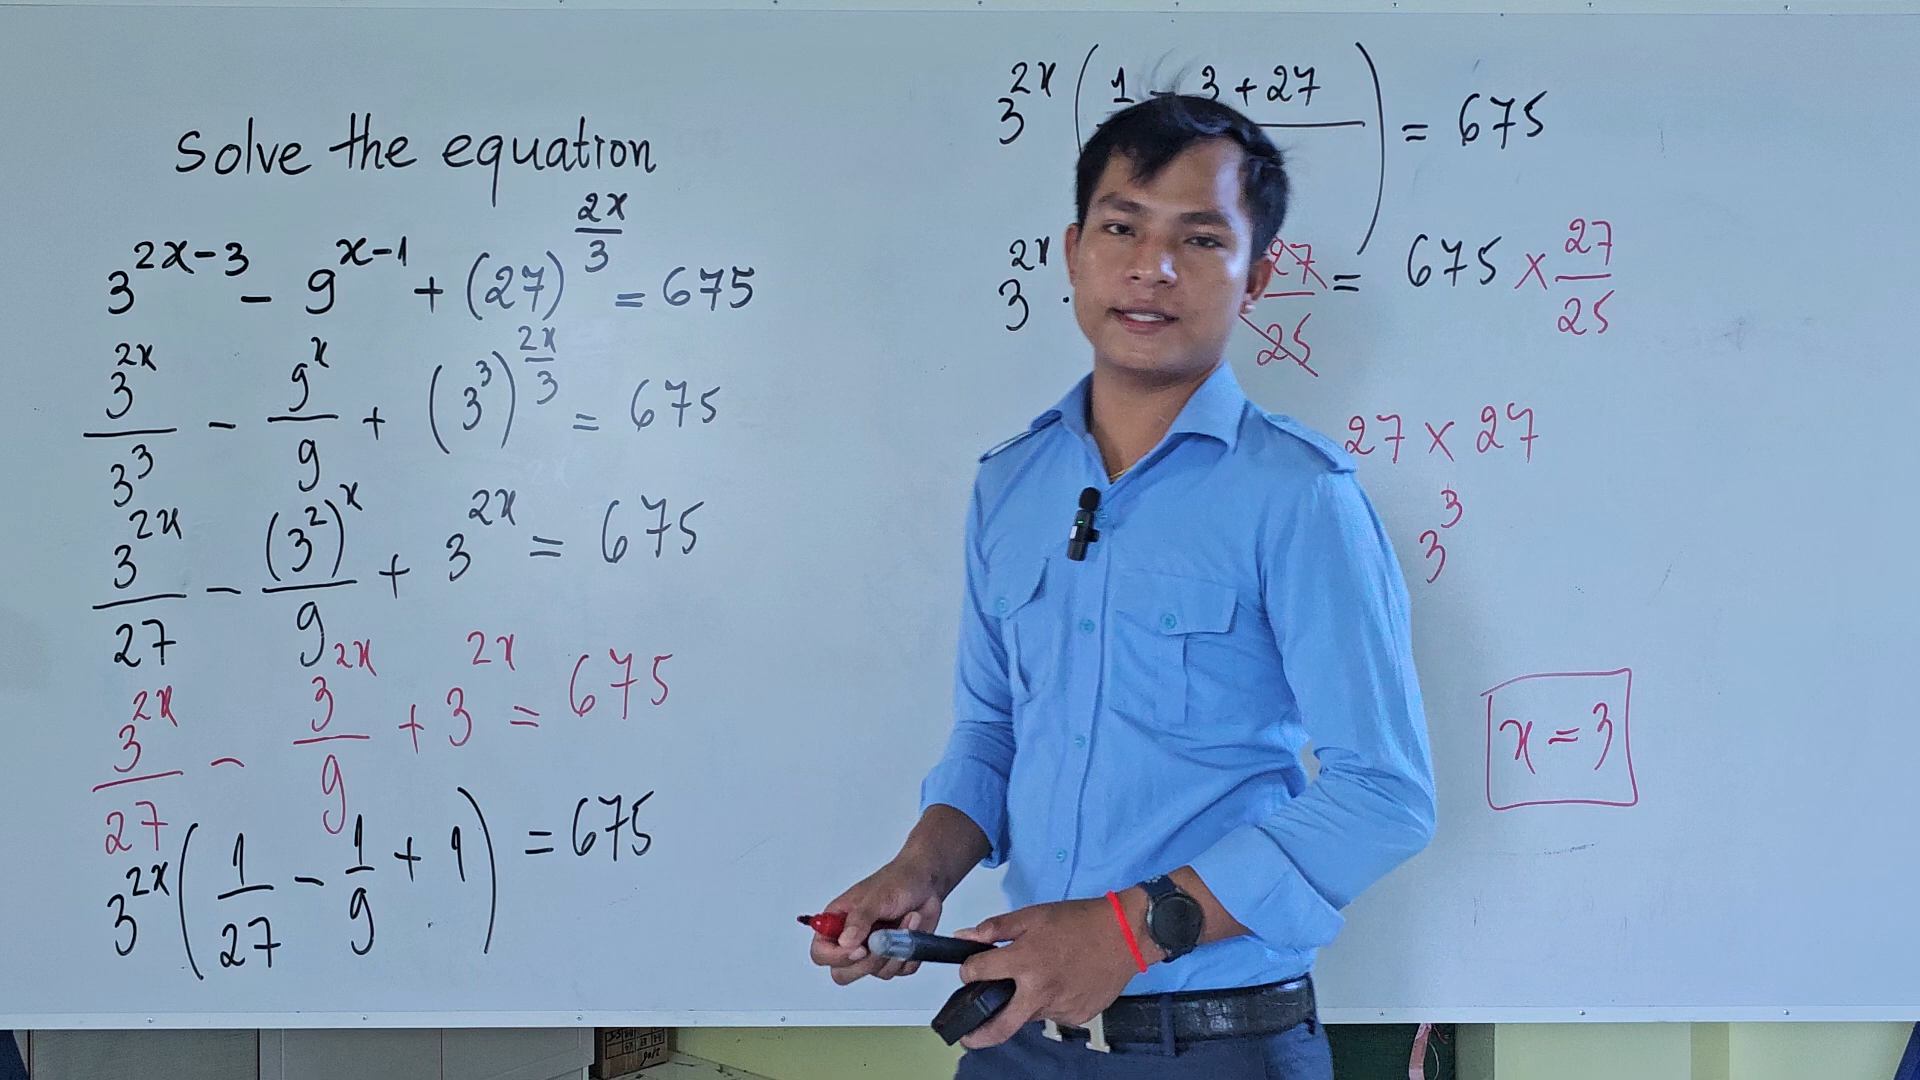 Solve the equation
3^(2x-3) - 9^(x-1) + (27)^(2x/3) = 675
3^(2x)/3^3 - 9^x/9 + (3^3)^(2x/3) = 675
3^(2x)/27 - (3^2)^x/9 + 3^(2x) = 675
3^(2x)/27 - 3^(2x)/9 + 3^(2x) = 675
3^(2x) (1/27 - 1/9 + 1) = 675
3^(2x) (1 - 3 + 27) = 675
3^(2x) · 27/25 = 675 × 27/25
27 × 27
3^3
x = 3